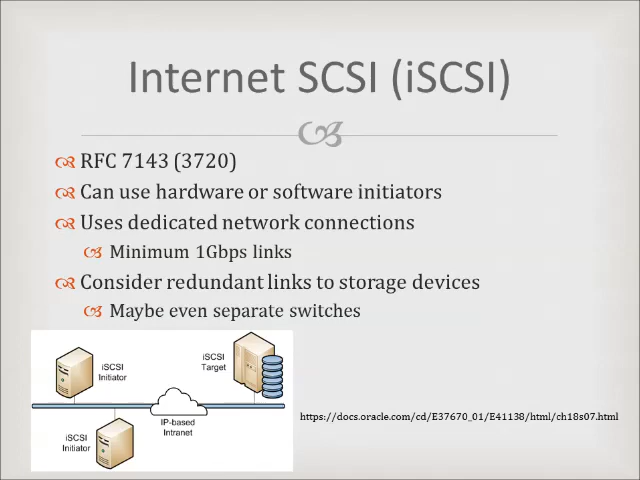 Internet SCSI (iSCSI)
RFC 7143 (3720)
Can use hardware or software initiators
Uses dedicated network connections
Minimum 1Gbps links
Consider redundant links to storage devices
Maybe even separate switches
iSCSI
Initiator
iSCSI
Target
IP-based
Intranet
iSCSI
Initiator
https://docs.oracle.com/cd/E37670_01/E41138/html/ch18s07.html